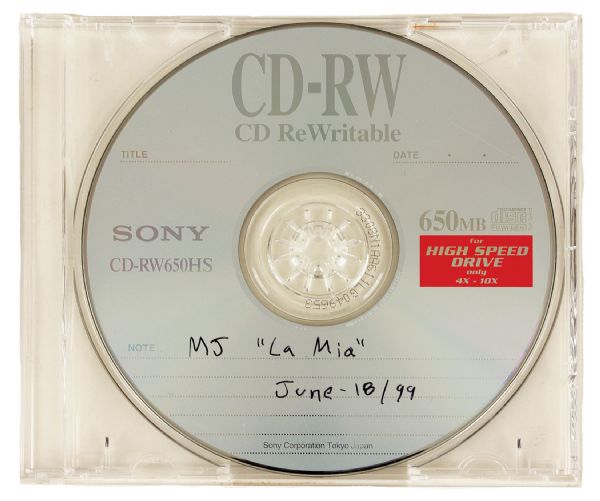 CD-RW
CD ReWritable
TITLE
DATE . .
SONY
650MB
CD-RW650HS
for
HIGH SPEED
DRIVE
only
4X - 10X
NOTE MJ "La Mia"
June-18/99
Sony Corporation Tokyo Japan